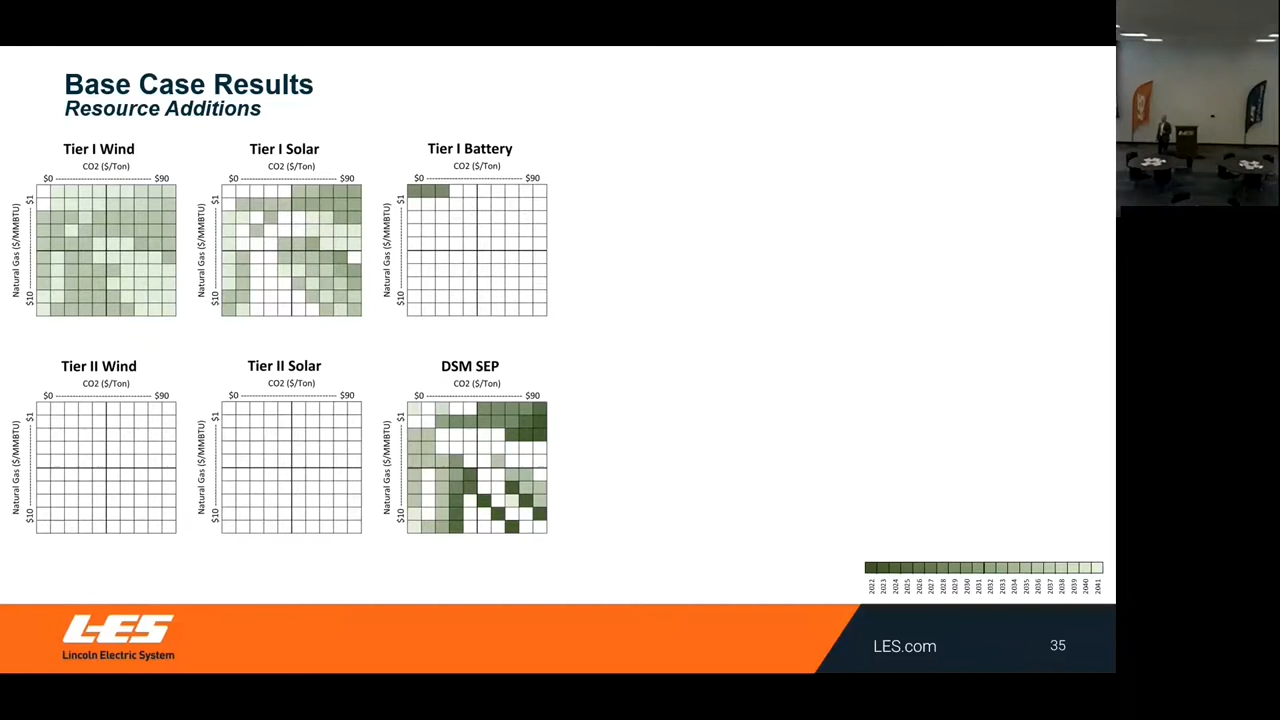 Base Case Results
Resource Additions
Tier I Wind
CO2 ($/Ton)
$0 ---------------------------- $90
Natural Gas ($/MMBTU)
$10 ---------------- $1
Tier I Solar
CO2 ($/Ton)
$0 ---------------------------- $90
Natural Gas ($/MMBTU)
$10 ---------------- $1
Tier I Battery
CO2 ($/Ton)
$0 ---------------------------- $90
Natural Gas ($/MMBTU)
$10 ---------------- $1
Tier II Wind
CO2 ($/Ton)
$0 ---------------------------- $90
Natural Gas ($/MMBTU)
$10 ---------------- $1
Tier II Solar
CO2 ($/Ton)
$0 ---------------------------- $90
Natural Gas ($/MMBTU)
$10 ---------------- $1
DSM SEP
CO2 ($/Ton)
$0 ---------------------------- $90
Natural Gas ($/MMBTU)
$10 ---------------- $1
2022 2023 2024 2025 2026 2027 2028 2029 2030 2031 2032 2033 2034 2035 2036 2037 2038 2039 2040 2041
LES
Lincoln Electric System
LES.com
35
LES
LES